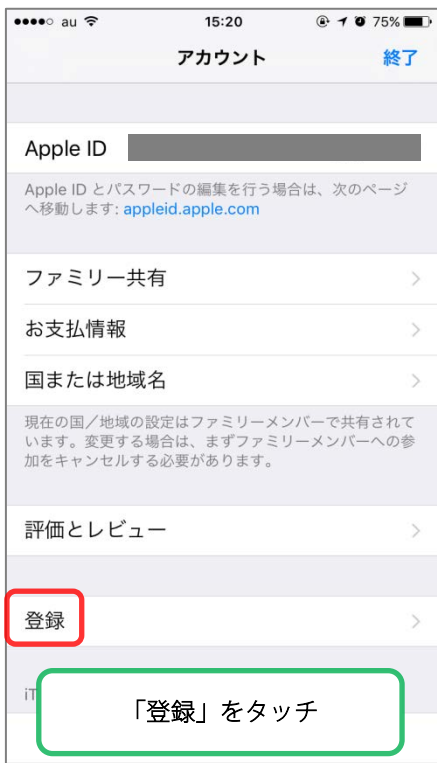 au 15:20 75%
アカウント 終了
Apple ID
Apple ID とパスワードの編集を行う場合は、次のページ
へ移動します: appleid.apple.com
ファミリー共有
お支払情報
国または地域名
現在の国／地域の設定はファミリーメンバーで共有されて
います。変更する場合は、まずファミリーメンバーへの参
加をキャンセルする必要があります。
評価とレビュー
登録
iT
「登録」をタッチ